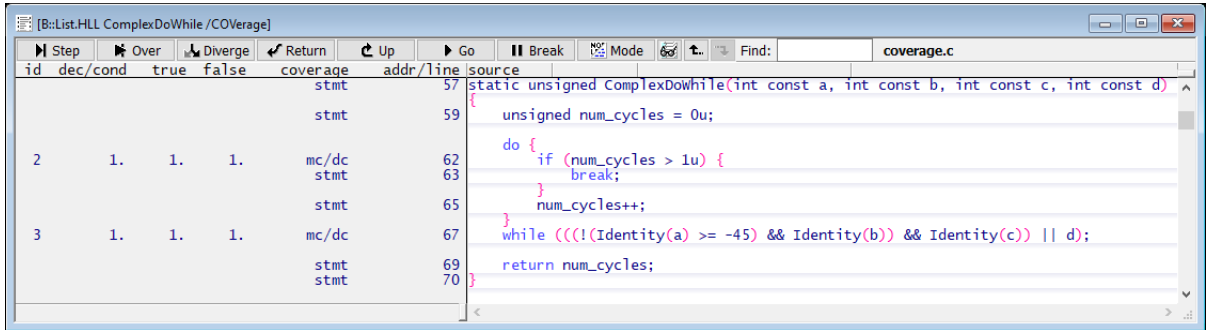 [B::List.HLL ComplexDoWhile /COVerage]
Step Over Diverge Return Up Go Break Mode t.. Find: coverage.c
id dec/cond true false coverage addr/line source
stmt 57 static unsigned ComplexDoWhile(int const a, int const b, int const c, int const d)
{
stmt 59 unsigned num_cycles = 0u;
do {
2 1. 1. 1. mc/dc 62 if (num_cycles > 1u) {
stmt 63 break;
}
stmt 65 num_cycles++;
}
3 1. 1. 1. mc/dc 67 while (((!(Identity(a) >= -45) && Identity(b)) && Identity(c)) || d);
stmt 69 return num_cycles;
stmt 70 }